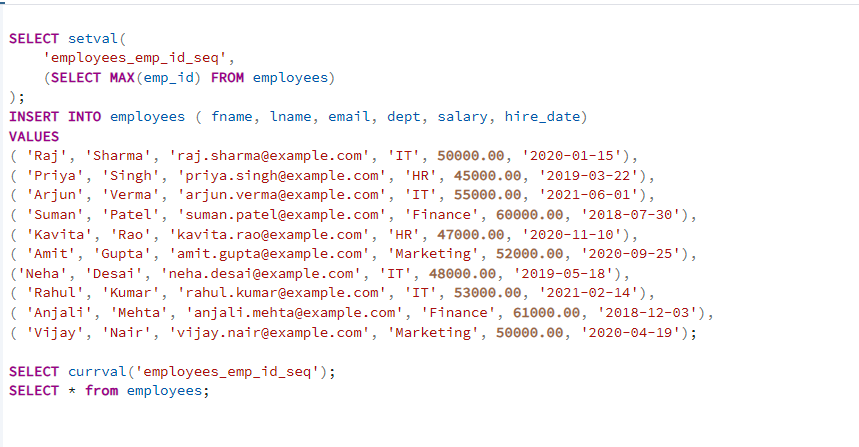 SELECT setval(
'employees_emp_id_seq',
(SELECT MAX(emp_id) FROM employees)
);
INSERT INTO employees ( fname, lname, email, dept, salary, hire_date)
VALUES
( 'Raj', 'Sharma', 'raj.sharma@example.com', 'IT', 50000.00, '2020-01-15'),
( 'Priya', 'Singh', 'priya.singh@example.com', 'HR', 45000.00, '2019-03-22'),
( 'Arjun', 'Verma', 'arjun.verma@example.com', 'IT', 55000.00, '2021-06-01'),
( 'Suman', 'Patel', 'suman.patel@example.com', 'Finance', 60000.00, '2018-07-30'),
( 'Kavita', 'Rao', 'kavita.rao@example.com', 'HR', 47000.00, '2020-11-10'),
( 'Amit', 'Gupta', 'amit.gupta@example.com', 'Marketing', 52000.00, '2020-09-25'),
('Neha', 'Desai', 'neha.desai@example.com', 'IT', 48000.00, '2019-05-18'),
( 'Rahul', 'Kumar', 'rahul.kumar@example.com', 'IT', 53000.00, '2021-02-14'),
( 'Anjali', 'Mehta', 'anjali.mehta@example.com', 'Finance', 61000.00, '2018-12-03'),
( 'Vijay', 'Nair', 'vijay.nair@example.com', 'Marketing', 50000.00, '2020-04-19');
SELECT currval('employees_emp_id_seq');
SELECT * from employees;